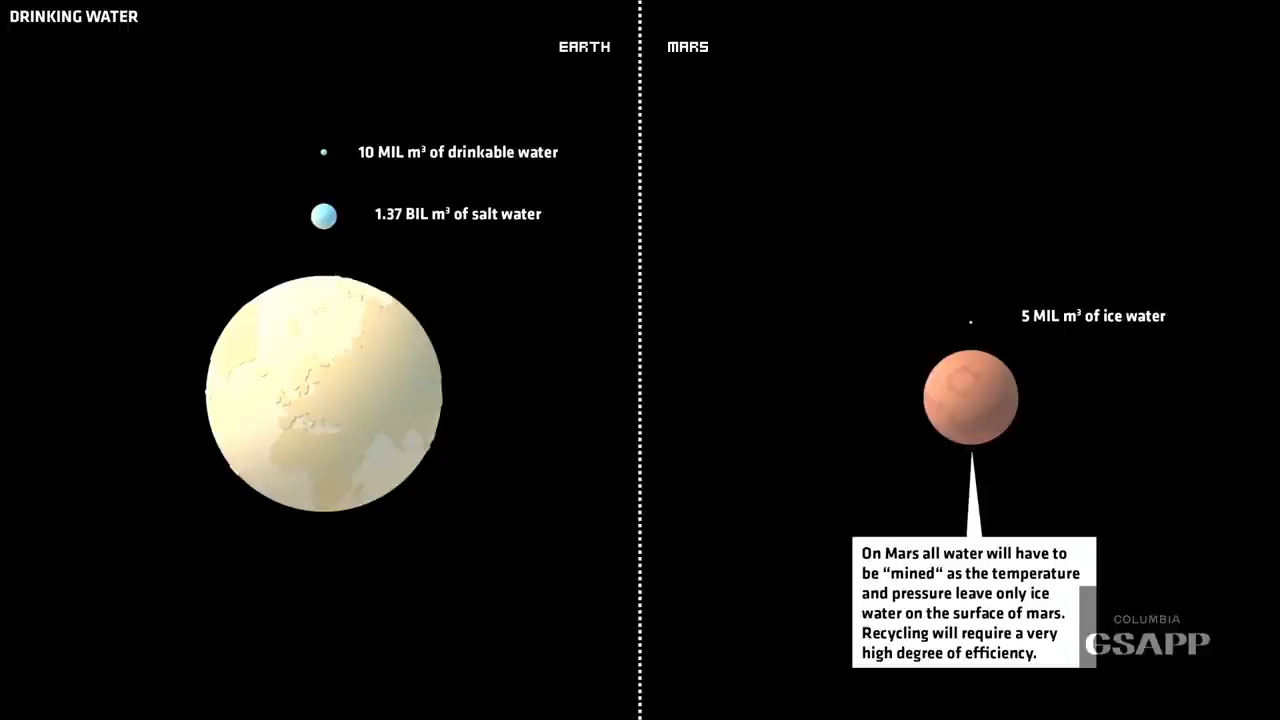 DRINKING WATER
EARTH
MARS
10 MIL m³ of drinkable water
1.37 BIL m³ of salt water
5 MIL m³ of ice water
On Mars all water will have to
be “mined“ as the temperature
and pressure leave only ice
water on the surface of mars.
Recycling will require a very
high degree of efficiency.
COLUMBIA
GSAPP